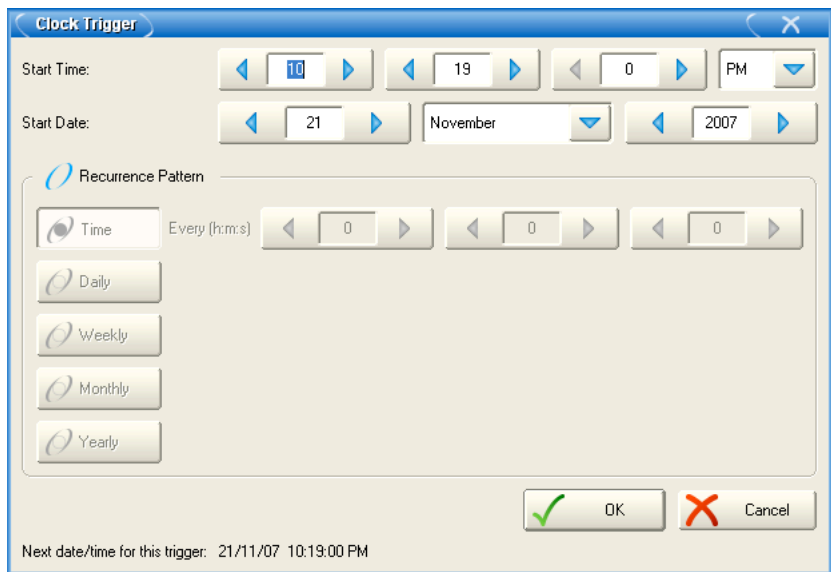 Clock Trigger
Start Time: 10 19 0 PM
Start Date: 21 November 2007
Recurrence Pattern
Time Every (h:m:s) 0 0 0
Daily
Weekly
Monthly
Yearly
OK Cancel
Next date/time for this trigger: 21/11/07 10:19:00 PM